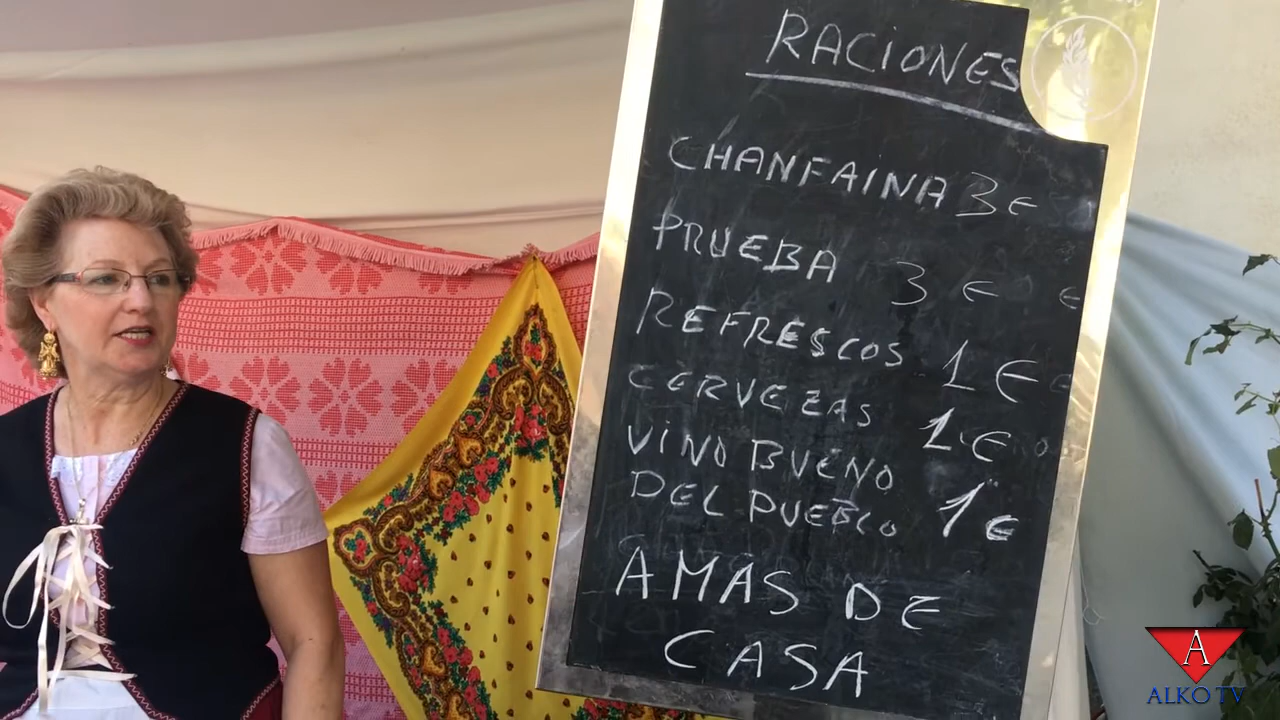 RACIONES
CHANFAINA 3 €
PRUEBA 3 €
REFRESCOS 1 €
CERVEZAS 1 €
VINO BUENO
DEL PUEBLO 1 €
AMAS DE
CASA
A
ALKO TV